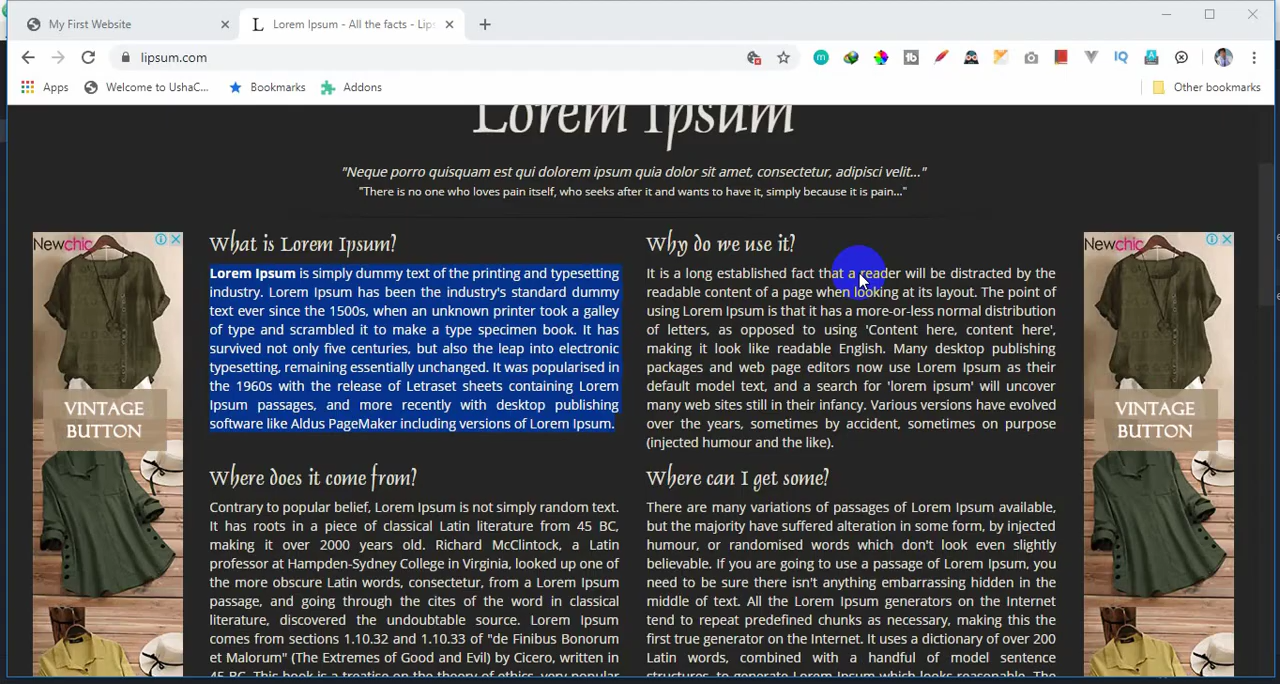 My First Website
L Lorem Ipsum - All the facts - Lip
lipsum.com
Apps
Welcome to UshaC...
Bookmarks
Addons
Other bookmarks
Lorem Ipsum
"Neque porro quisquam est qui dolorem ipsum quia dolor sit amet, consectetur, adipisci velit..."
"There is no one who loves pain itself, who seeks after it and wants to have it, simply because it is pain..."
Newchic
VINTAGE
BUTTON
What is Lorem Ipsum?
Lorem Ipsum is simply dummy text of the printing and typesetting
industry. Lorem Ipsum has been the industry's standard dummy
text ever since the 1500s, when an unknown printer took a galley
of type and scrambled it to make a type specimen book. It has
survived not only five centuries, but also the leap into electronic
typesetting, remaining essentially unchanged. It was popularised in
the 1960s with the release of Letraset sheets containing Lorem
Ipsum passages, and more recently with desktop publishing
software like Aldus PageMaker including versions of Lorem Ipsum.
Why do we use it?
It is a long established fact that a reader will be distracted by the
readable content of a page when looking at its layout. The point of
using Lorem Ipsum is that it has a more-or-less normal distribution
of letters, as opposed to using 'Content here, content here',
making it look like readable English. Many desktop publishing
packages and web page editors now use Lorem Ipsum as their
default model text, and a search for 'lorem ipsum' will uncover
many web sites still in their infancy. Various versions have evolved
over the years, sometimes by accident, sometimes on purpose
(injected humour and the like).
Where does it come from?
Contrary to popular belief, Lorem Ipsum is not simply random text.
It has roots in a piece of classical Latin literature from 45 BC,
making it over 2000 years old. Richard McClintock, a Latin
professor at Hampden-Sydney College in Virginia, looked up one of
the more obscure Latin words, consectetur, from a Lorem Ipsum
passage, and going through the cites of the word in classical
literature, discovered the undoubtable source. Lorem Ipsum
comes from sections 1.10.32 and 1.10.33 of "de Finibus Bonorum
et Malorum" (The Extremes of Good and Evil) by Cicero, written in
45 BC. This book is a treatise on the theory of ethics, very popular
Where can I get some?
There are many variations of passages of Lorem Ipsum available,
but the majority have suffered alteration in some form, by injected
humour, or randomised words which don't look even slightly
believable. If you are going to use a passage of Lorem Ipsum, you
need to be sure there isn't anything embarrassing hidden in the
middle of text. All the Lorem Ipsum generators on the Internet
tend to repeat predefined chunks as necessary, making this the
first true generator on the Internet. It uses a dictionary of over 200
Latin words, combined with a handful of model sentence
structures, to generate Lorem Ipsum which looks reasonable. The
Newchic
VINTAGE
BUTTON